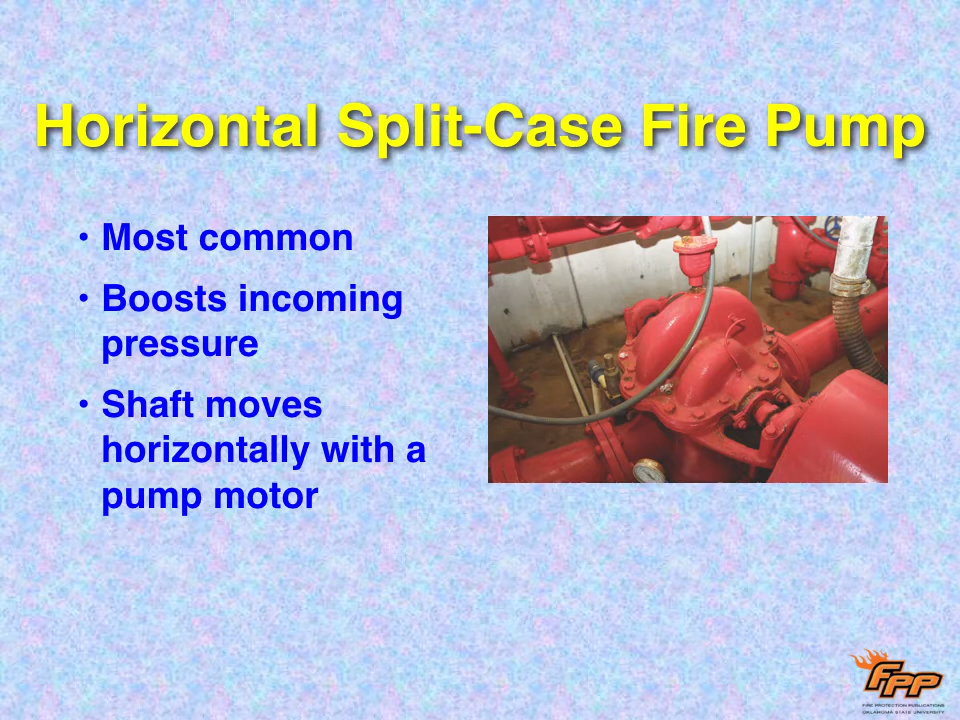 Horizontal Split-Case Fire Pump
• Most common
• Boosts incoming
pressure
• Shaft moves
horizontally with a
pump motor
FPP
FIRE PROTECTION PUBLICATIONS
OKLAHOMA STATE UNIVERSITY